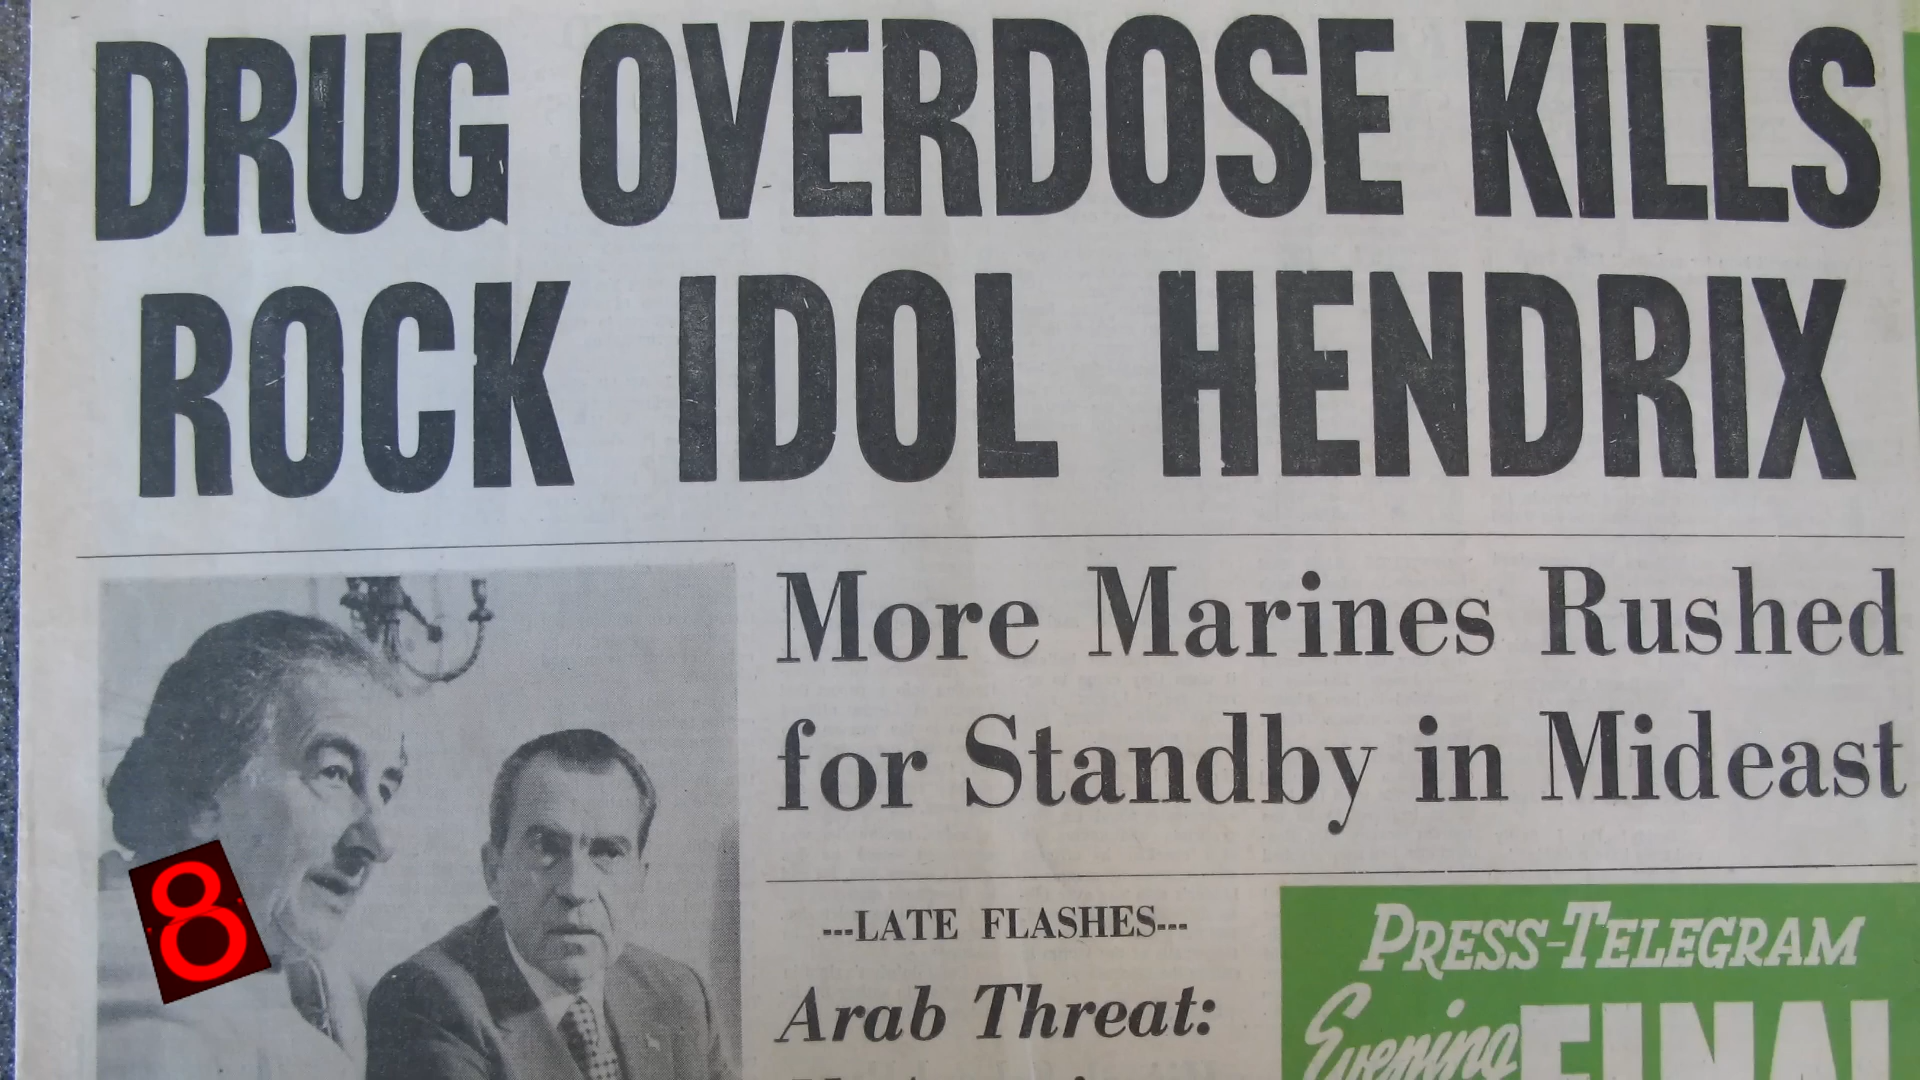 DRUG OVERDOSE KILLS
ROCK IDOL HENDRIX
More Marines Rushed
for Standby in Mideast
8
---LATE FLASHES---
Arab Threat:
PRESS-TELEGRAM
Evening FINAL